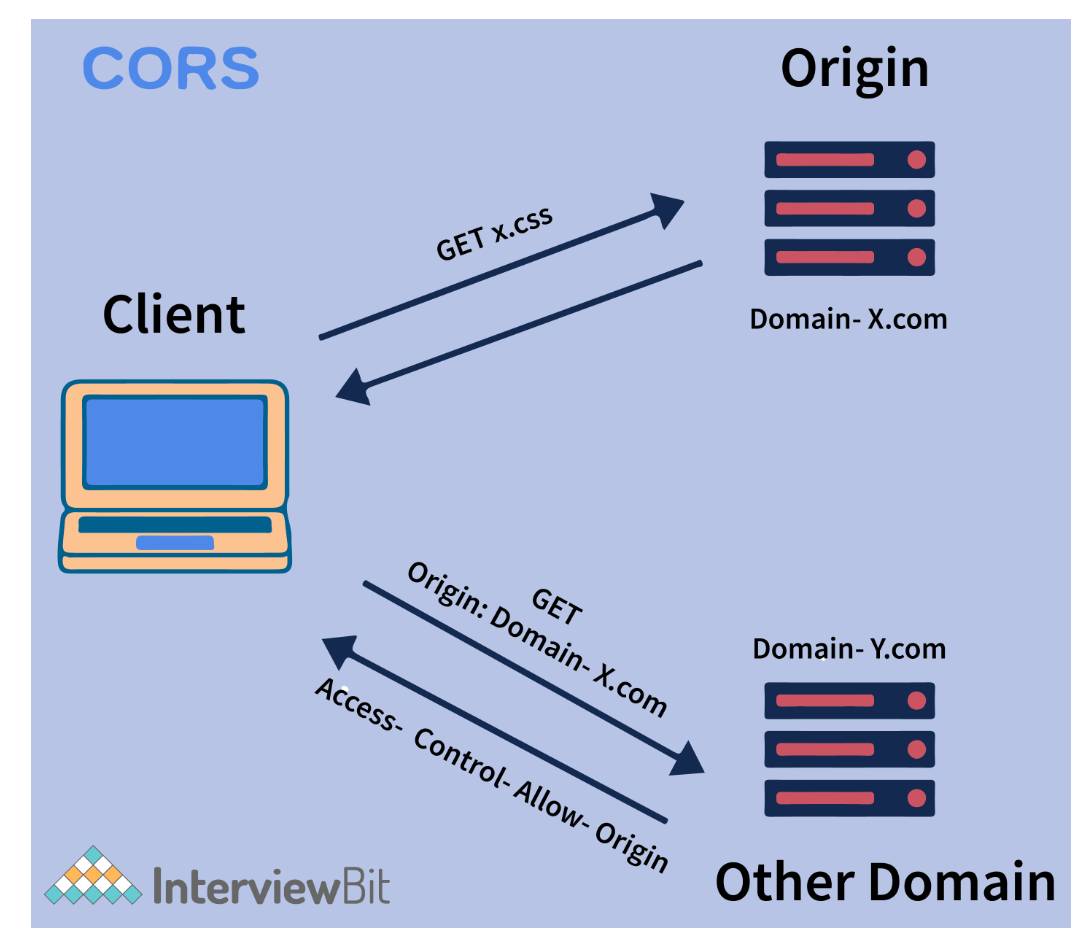 CORS
Origin
GET x.css
Domain- X.com
Client
GET
Origin: Domain- X.com
Access- Control- Allow- Origin
Domain- Y.com
Other Domain
InterviewBit